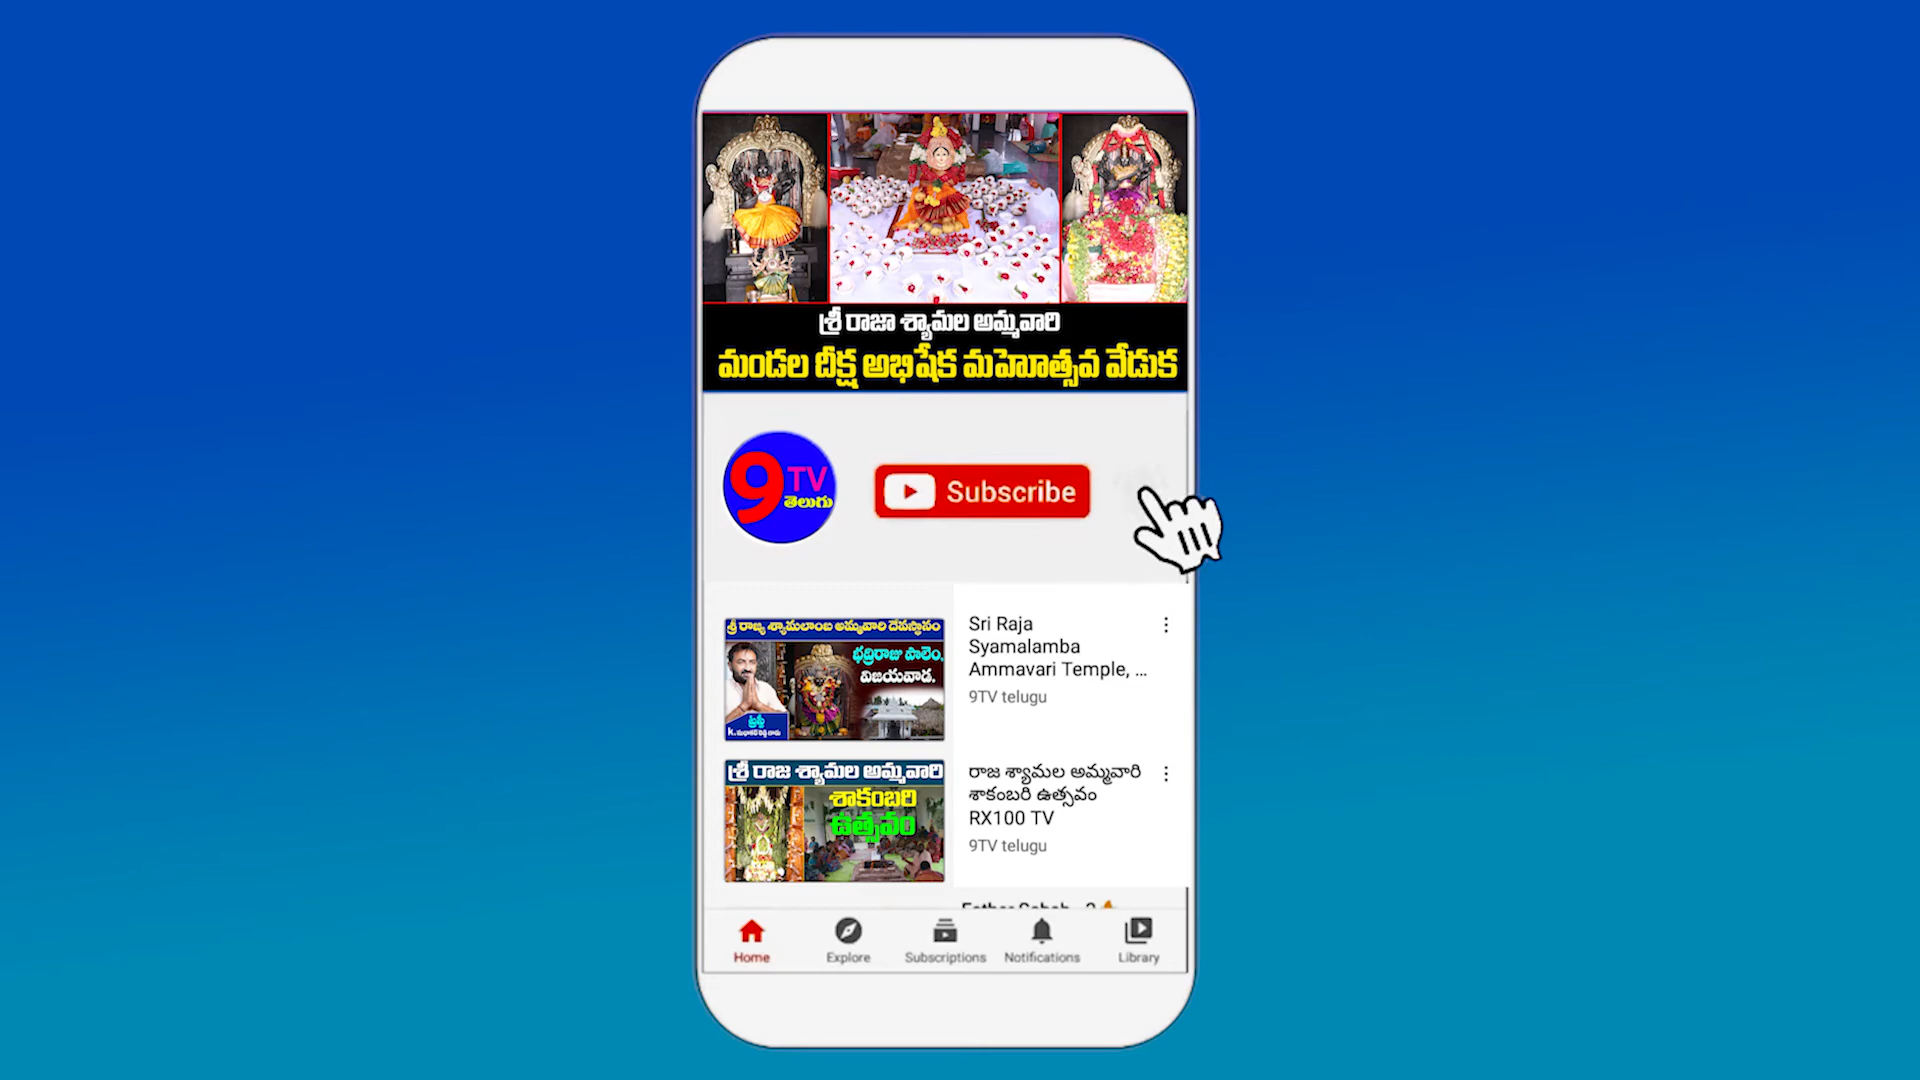 శ్రీ రాజా శ్యామల అమ్మవారి
మండల దీక్ష అభిషేక మహోత్సవ వేడుక
9 TV
తెలుగు
Subscribe
శ్రీ రాజ్య శ్యామలాంబ అమ్మవారి దేవస్థానం
భద్రిరాజు పాలెం,
విజయవాడ.
ట్రస్టీ
Sri Raja
Syamalamba
Ammavari Temple, ...
9TV telugu
శ్రీ రాజ శ్యామల అమ్మవారి
శాకంబరి
ఉత్సవం
రాజ శ్యామల అమ్మవారి
శాకంబరి ఉత్సవం
RX100 TV
9TV telugu
Home
Explore
Subscriptions
Notifications
Library